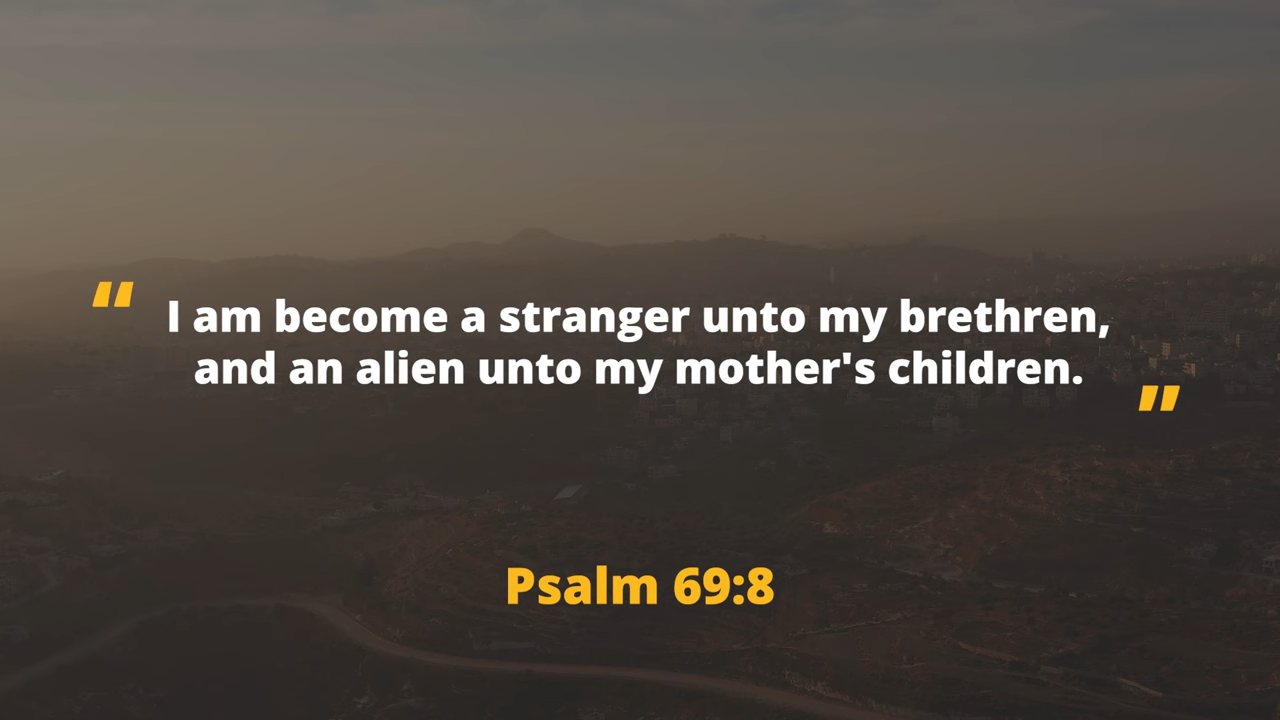 “ I am become a stranger unto my brethren,
and an alien unto my mother's children. ”
Psalm 69:8